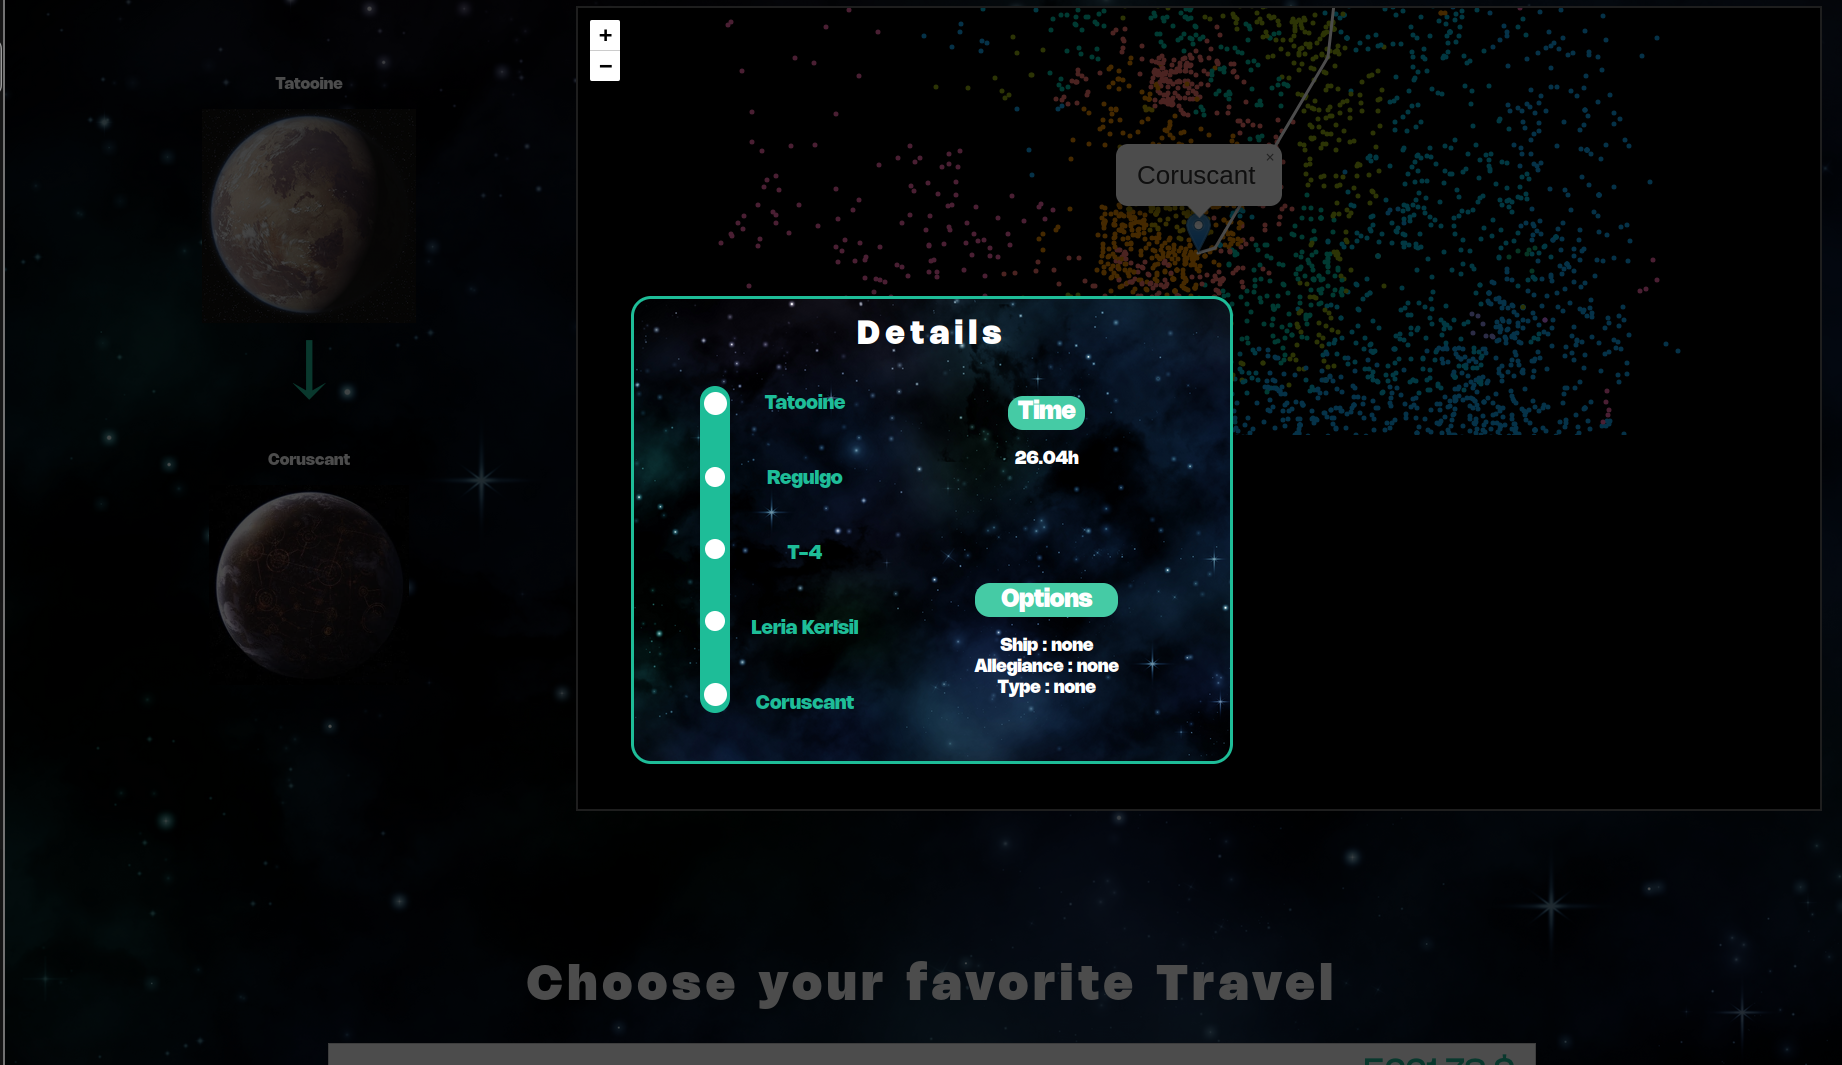 +
−
Tatooine
Coruscant
×
Coruscant
Details
Tatooine
Regulgo
T-4
Leria Kerlsil
Coruscant
Time
26.04h
Options
Ship : none
Allegiance : none
Type : none
Choose your favorite Travel